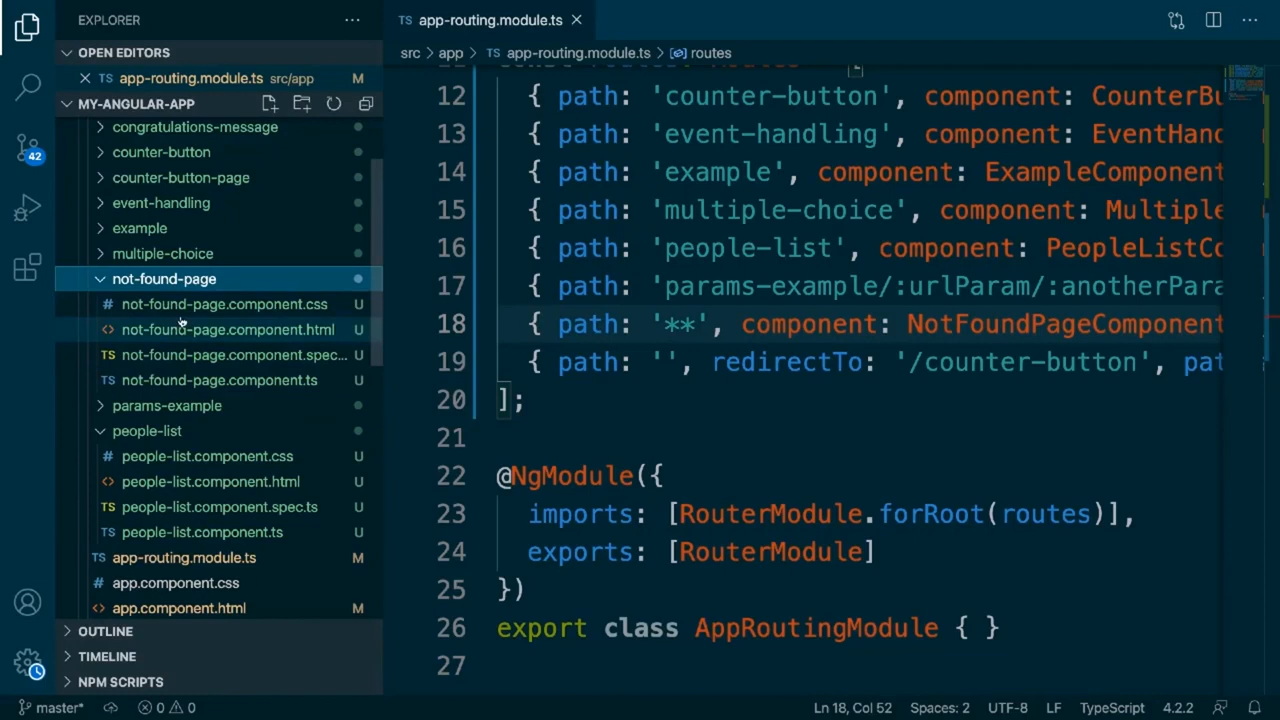 EXPLORER
OPEN EDITORS
app-routing.module.ts src/app M
MY-ANGULAR-APP
congratulations-message
counter-button
counter-button-page
event-handling
example
multiple-choice
not-found-page
# not-found-page.component.css U
<> not-found-page.component.html U
TS not-found-page.component.spec... U
TS not-found-page.component.ts U
params-example
people-list
# people-list.component.css U
<> people-list.component.html U
TS people-list.component.spec.ts U
TS people-list.component.ts U
TS app-routing.module.ts M
# app.component.css
<> app.component.html M
OUTLINE
TIMELINE
NPM SCRIPTS
42
TS app-routing.module.ts
src > app > TS app-routing.module.ts > routes
12 { path: 'counter-button', component: CounterBu
13 { path: 'event-handling', component: EventHand
14 { path: 'example', component: ExampleComponent
15 { path: 'multiple-choice', component: Multiple
16 { path: 'people-list', component: PeopleListCo
17 { path: 'params-example/:urlParam/:anotherPara
18 { path: '**', component: NotFoundPageComponent
19 { path: '', redirectTo: '/counter-button', pat
20 ];
21
22 @NgModule({
23 imports: [RouterModule.forRoot(routes)],
24 exports: [RouterModule]
25 })
26 export class AppRoutingModule { }
27
master* 0 0 Ln 18, Col 52 Spaces: 2 UTF-8 LF TypeScript 4.2.2